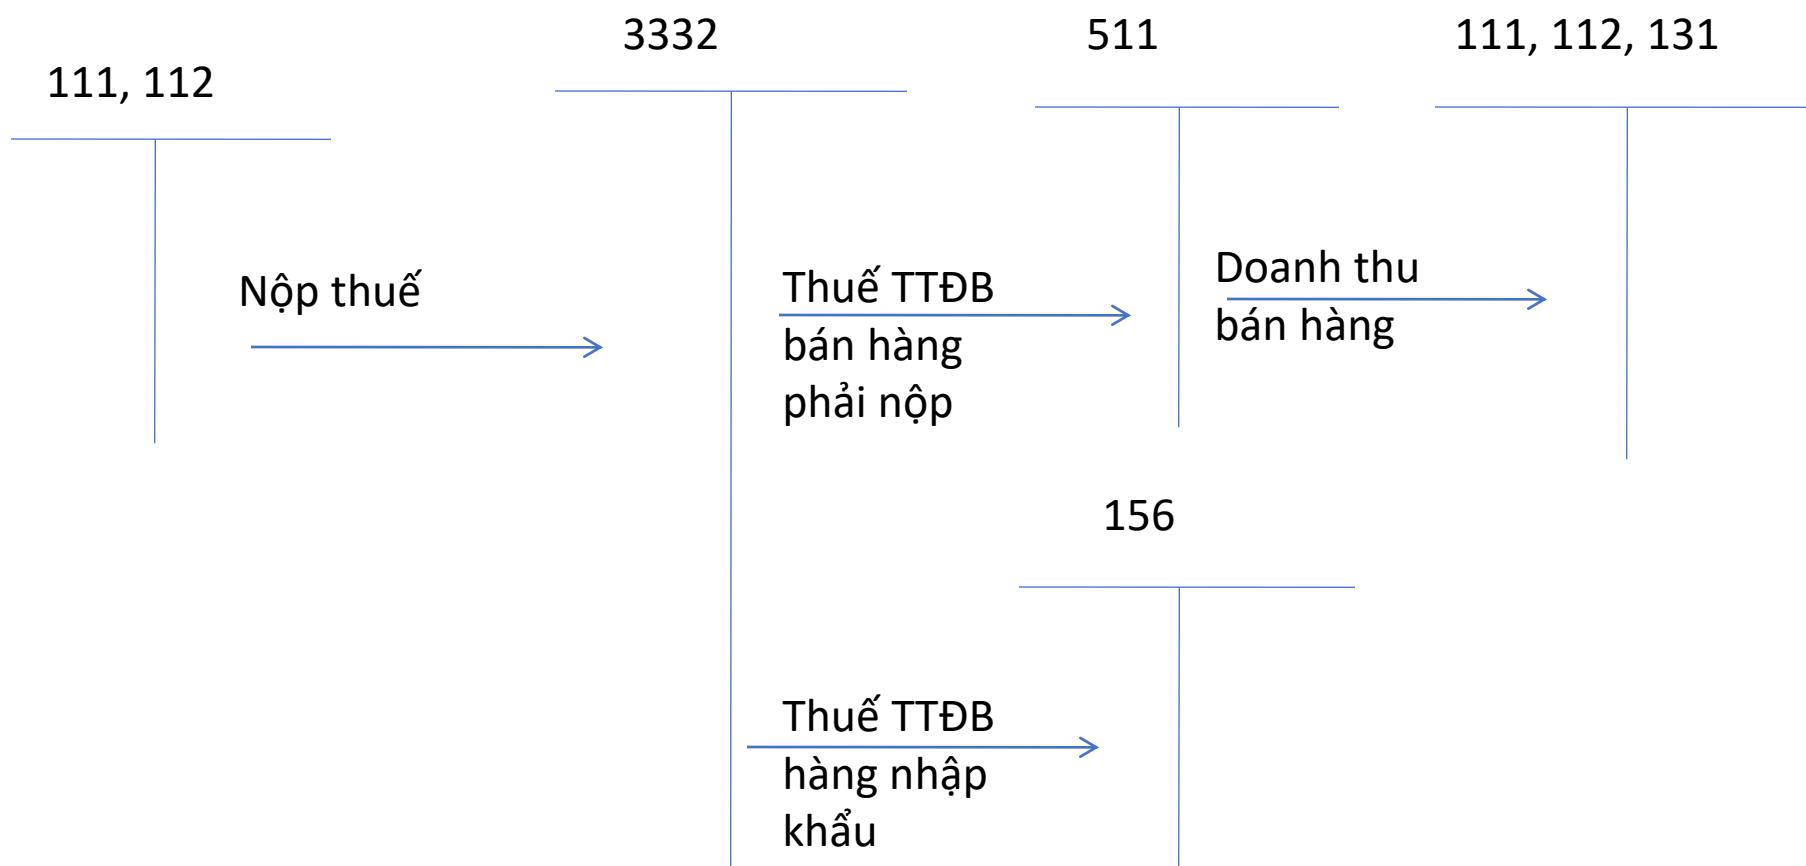 3332
511
111, 112, 131
111, 112
Nộp thuế
Thuế TTĐB
bán hàng
phải nộp
Doanh thu
bán hàng
156
Thuế TTĐB
hàng nhập
khẩu